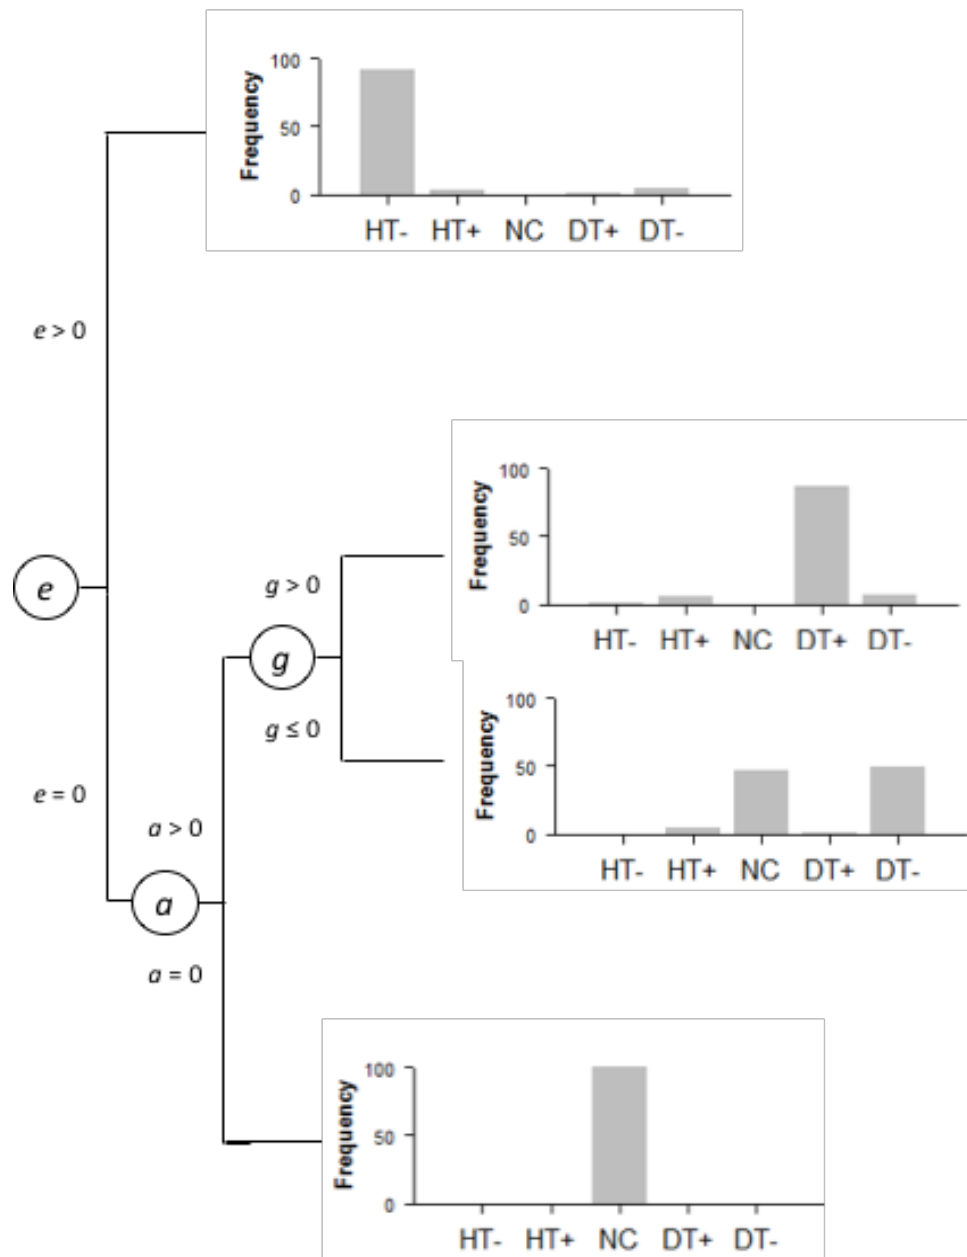 100
50
0
Frequency
HT- HT+ NC DT+ DT-
e > 0
100
50
0
Frequency
HT- HT+ NC DT+ DT-
e
g > 0
g
g ≤ 0
100
50
0
Frequency
HT- HT+ NC DT+ DT-
e = 0
a > 0
a
a = 0
100
50
0
Frequency
HT- HT+ NC DT+ DT-